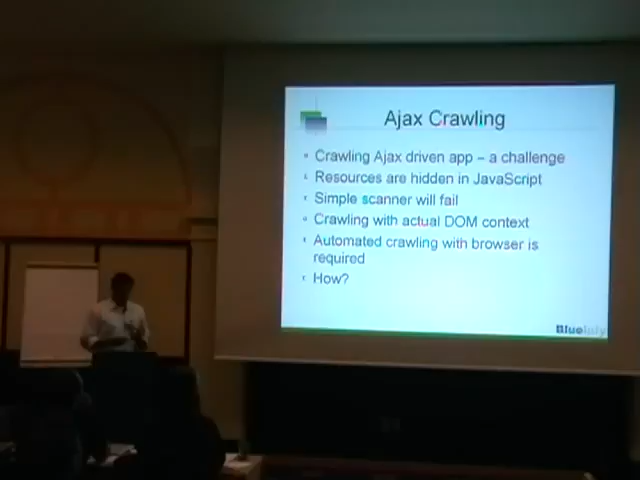 Ajax Crawling
Crawling Ajax driven app – a challenge
Resources are hidden in JavaScript
Simple scanner will fail
Crawling with actual DOM context
Automated crawling with browser is
required
How?
Blueinfy